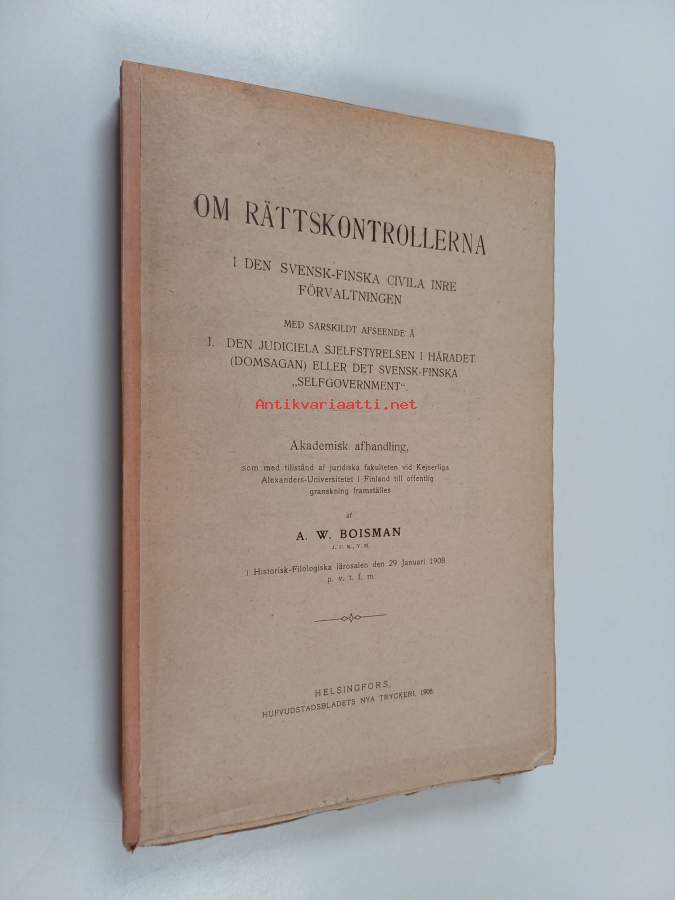 OM RÄTTSKONTROLLERNA
I DEN SVENSK-FINSKA CIVILA INRE
FÖRVALTNINGEN
MED SÄRSKILDT AFSEENDE Å
1. DEN JUDICIELA SJELFSTYRELSEN I HÄRADET
(DOMSAGAN) ELLER DET SVENSK-FINSKA
„SELFGOVERNMENT“.
Antikvariaatti.net
Akademisk afhandling,
som med tillstånd af juridiska fakulteten vid Kejserliga
Alexanders-Universitetet i Finland till offentlig
granskning framställes
af
A. W. BOISMAN
J. U. K., V. H.
i Historisk-Filologiska lärosalen den 29 Januari 1908
p. v. t. f. m.
HELSINGFORS,
HUFVUDSTADSBLADETS NYA TRYCKERI,